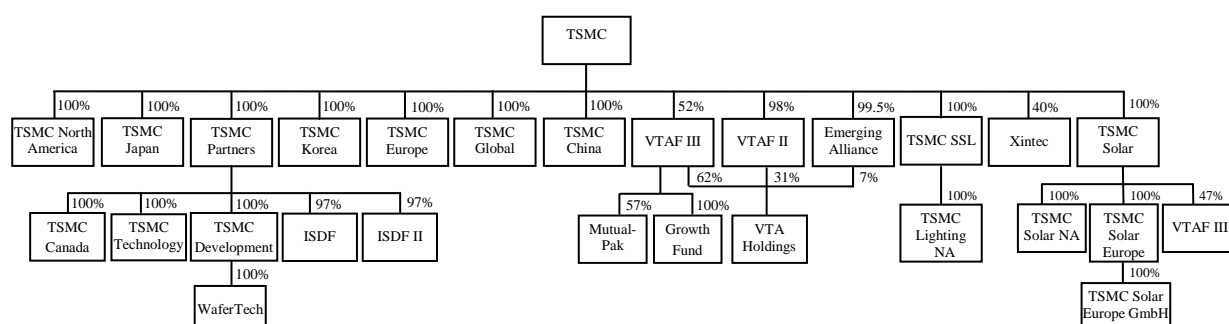 TSMC
100%
100%
100%
100%
100%
100%
100%
52%
98%
99.5%
100%
40%
100%
TSMC North
America
TSMC
Japan
TSMC
Partners
TSMC
Korea
TSMC
Europe
TSMC
Global
TSMC
China
VTAF III
VTAF II
Emerging
Alliance
TSMC SSL
Xintec
TSMC
Solar
62%
31%
7%
100%
100%
100%
97%
97%
57%
100%
100%
100%
100%
47%
TSMC
Canada
TSMC
Technology
TSMC
Development
ISDF
ISDF II
Mutual-
Pak
Growth
Fund
VTA
Holdings
TSMC
Lighting
NA
TSMC
Solar NA
TSMC
Solar
Europe
VTAF III
100%
100%
WaferTech
TSMC Solar
Europe GmbH